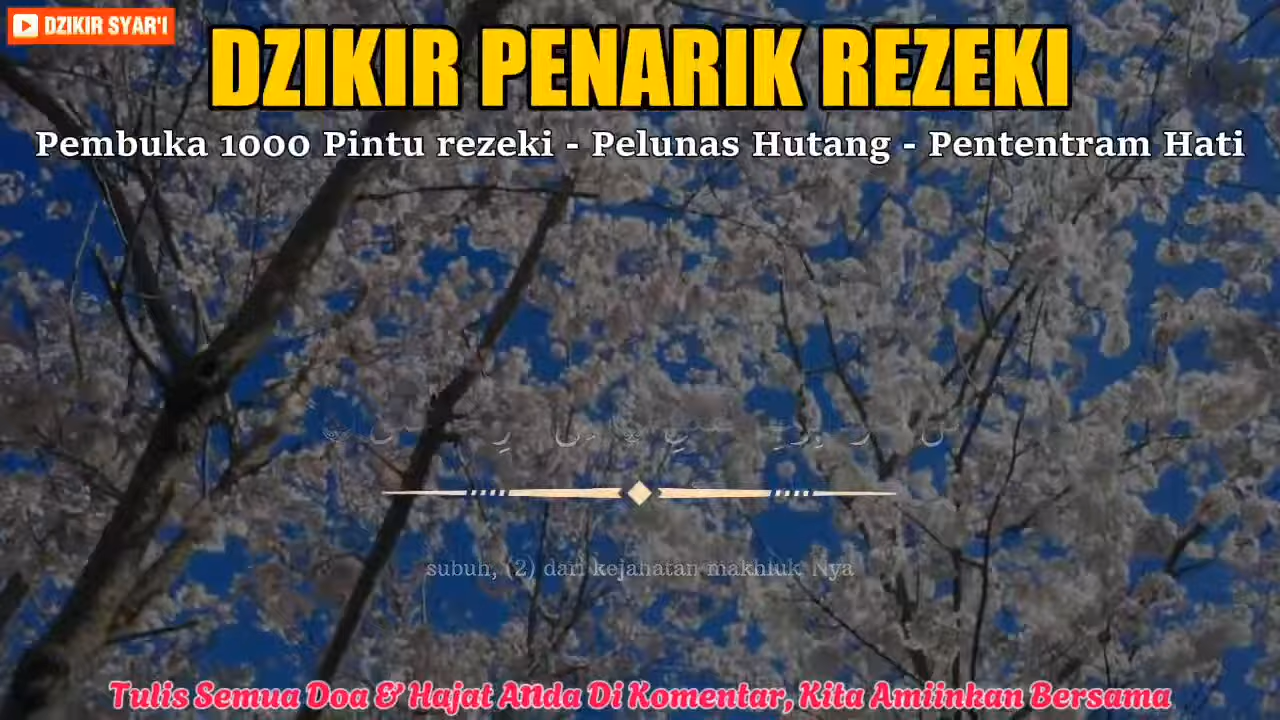 DZIKIR SYAR'I
DZIKIR PENARIK REZEKI
Pembuka 1000 Pintu rezeki - Pelunas Hutang - Pententram Hati
subuh, (2) dari kejahatan makhluk Nya
Tulis Semua Doa & Hajat Anda Di Komentar, Kita Amiinkan Bersama